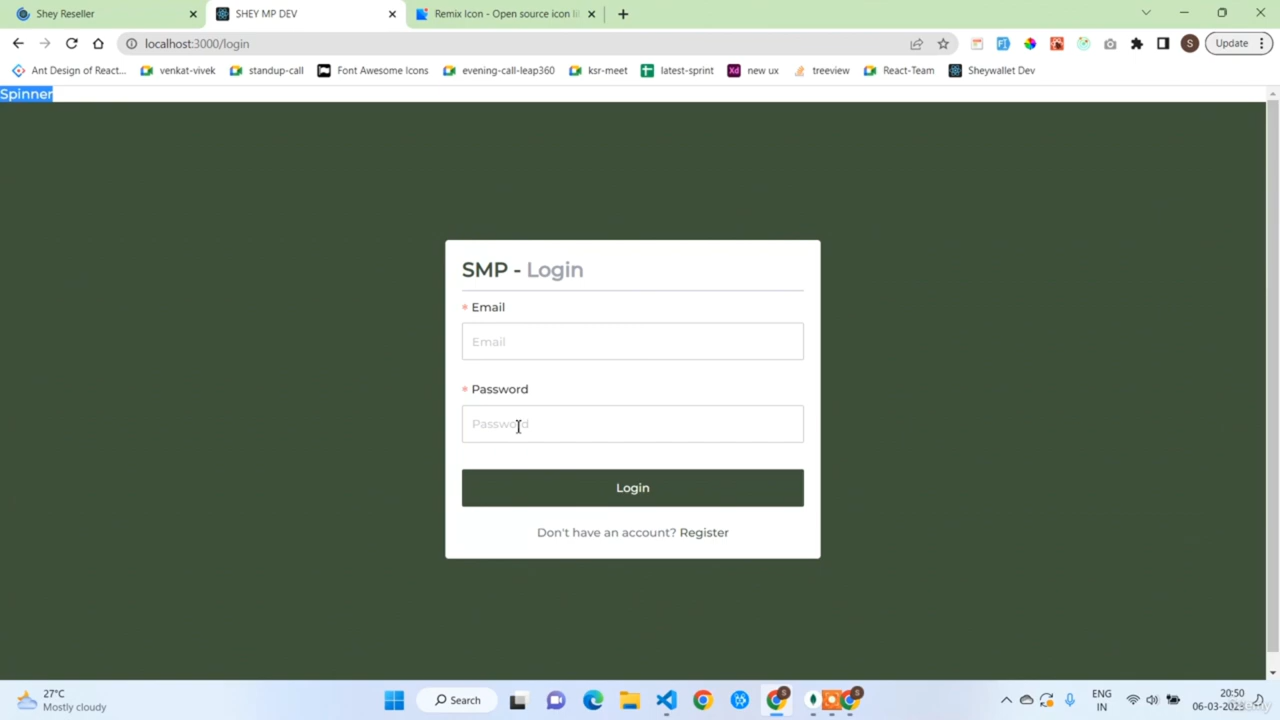 Shey Reseller
SHEY MP DEV
Remix Icon - Open source icon li
localhost:3000/login
S
Update
Ant Design of React...
venkat-vivek
standup-call
Font Awesome Icons
evening-call-leap360
ksr-meet
latest-sprint
Xd
new ux
treeview
React-Team
Sheywallet Dev
Spinner
SMP - Login
* Email
Email
* Password
Password
Login
Don't have an account? Register
27°C
Mostly cloudy
Search
ENG
IN
20:50
06-03-2023